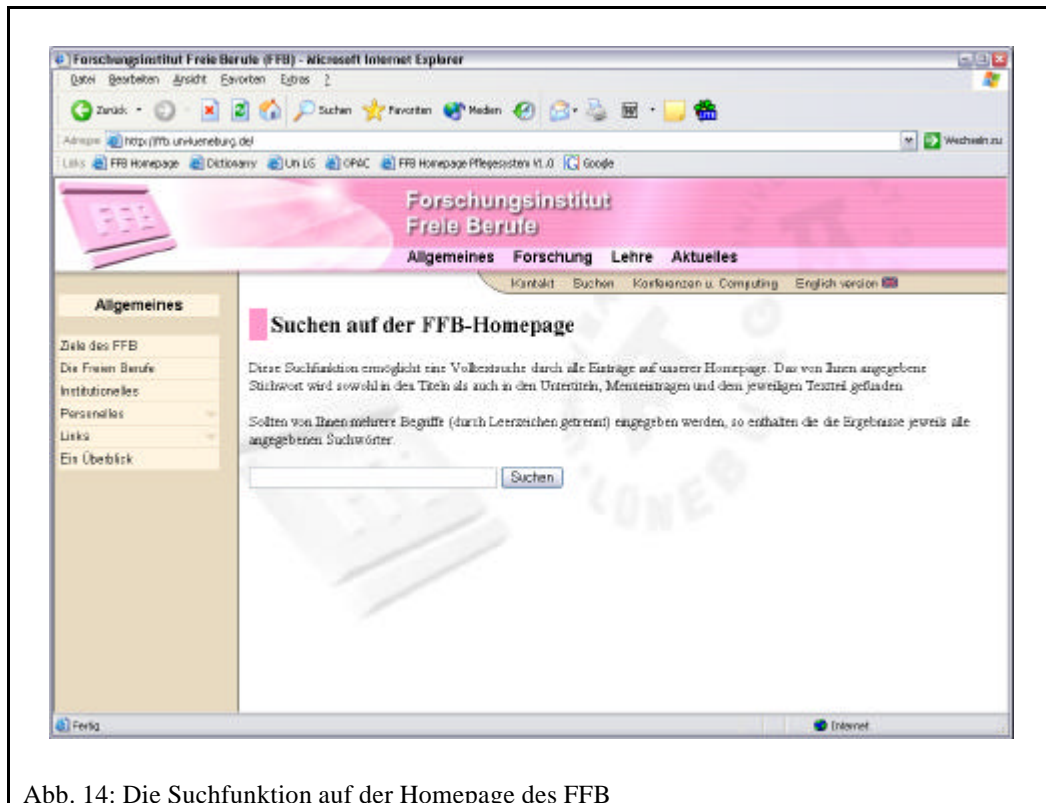 Forschungsinstitut Freie Berufe (FFB) - Microsoft Internet Explorer
Datei Bearbeiten Ansicht Favoriten Extras ?
Zurück Suchen Favoriten Medien
Adresse http://ffb.uni-lueneburg.de/ Wechseln zu
Links FFB Homepage Dictionary Uni LG OPAC FFB Homepage Pflegesystem V1.0 Google
FFB
Forschungsinstitut
Freie Berufe
Allgemeines Forschung Lehre Aktuelles
Kontakt Suchen Konferenzen u. Computing English version
Allgemeines
Ziele des FFB
Die Freien Berufe
Institutionelles
Personelles
Links
Ein Überblick
Suchen auf der FFB-Homepage
Diese Suchfunktion ermöglicht eine Volltextsuche durch alle Einträge auf unserer Homepage. Das von Ihnen angegebene
Stichwort wird sowohl in den Titeln als auch in den Untertiteln, Menüeinträgen und dem jeweiligen Textteil gefunden.
Sollten von Ihnen mehrere Begriffe (durch Leerzeichen getrennt) eingegeben werden, so enthalten die die Ergebnisse jeweils alle
angegebenen Suchwörter.
Suchen
Fertig
Internet
Abb. 14: Die Suchfunktion auf der Homepage des FFB